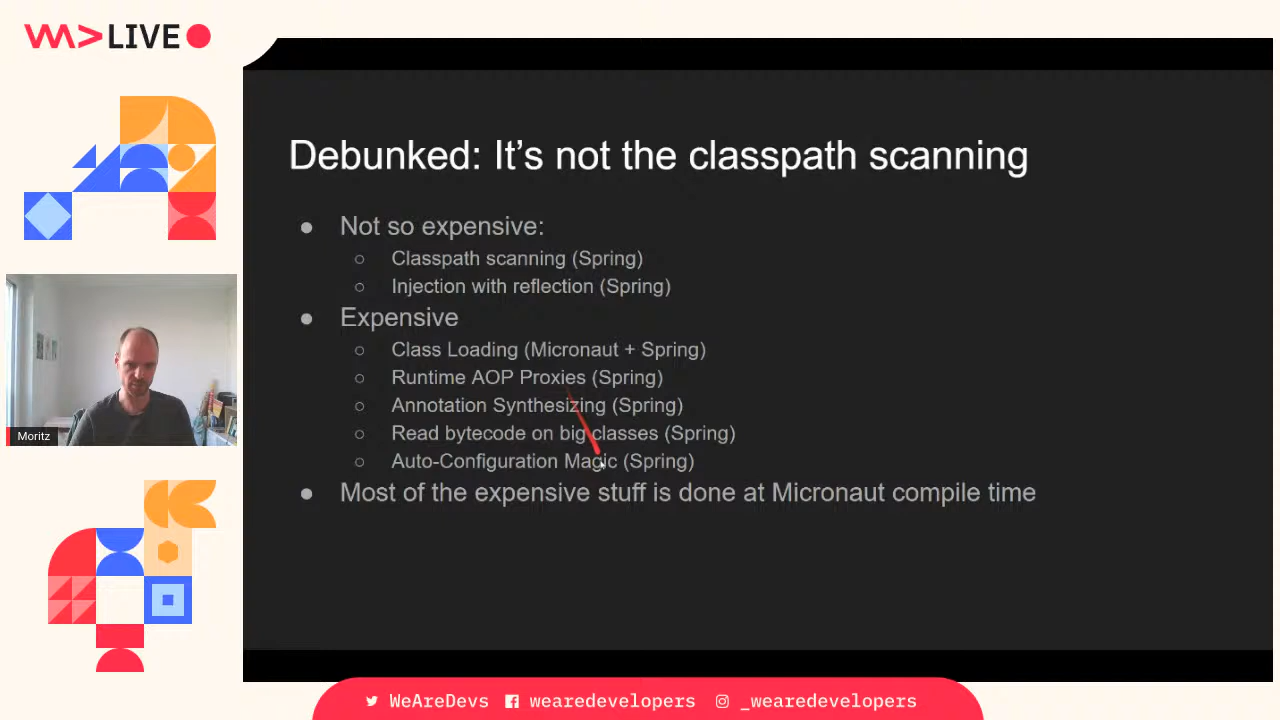 LIVE
Debunked: It's not the classpath scanning
● Not so expensive:
○ Classpath scanning (Spring)
○ Injection with reflection (Spring)
● Expensive
○ Class Loading (Micronaut + Spring)
○ Runtime AOP Proxies (Spring)
○ Annotation Synthesizing (Spring)
○ Read bytecode on big classes (Spring)
○ Auto-Configuration Magic (Spring)
● Most of the expensive stuff is done at Micronaut compile time
Moritz
WeAreDevs wearedevelopers _wearedevelopers